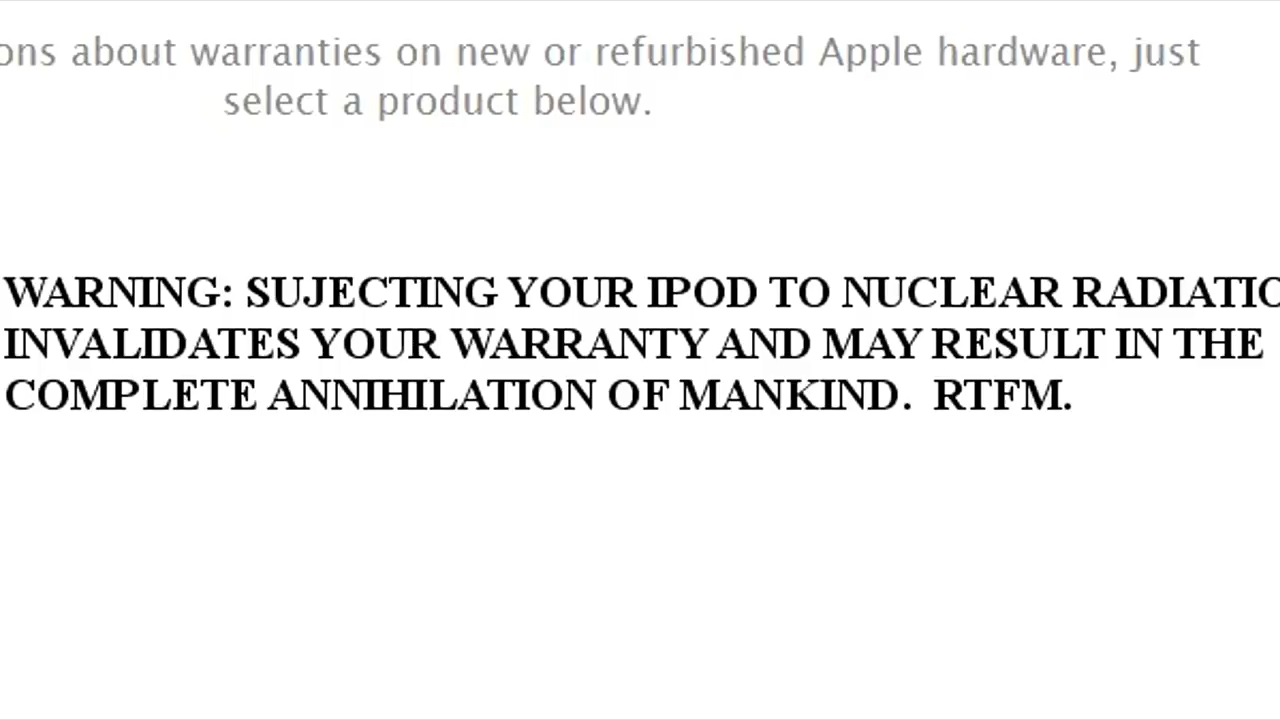 ons about warranties on new or refurbished Apple hardware, just
select a product below.
WARNING: SUJECTING YOUR IPOD TO NUCLEAR RADIATIO
INVALIDATES YOUR WARRANTY AND MAY RESULT IN THE
COMPLETE ANNIHILATION OF MANKIND.  RTFM.